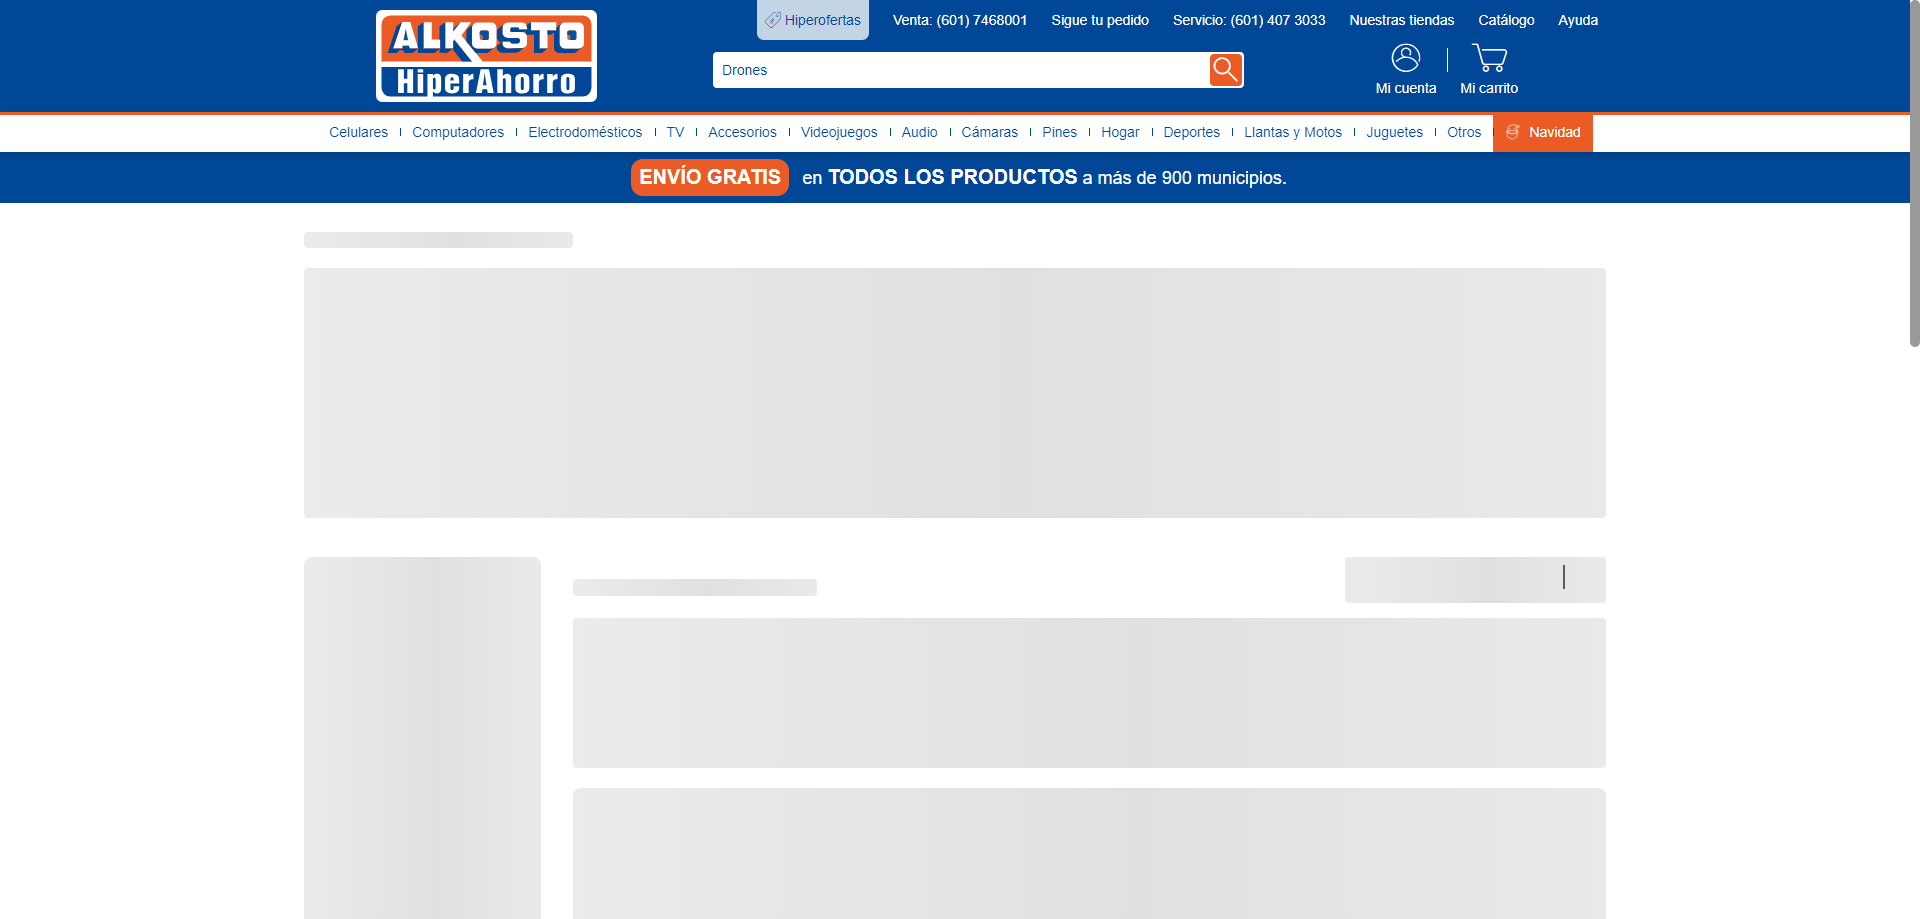 ALKOSTO
HiperAhorro
Hiperofertas
Venta: (601) 7468001
Sigue tu pedido
Servicio: (601) 407 3033
Nuestras tiendas
Catálogo
Ayuda
Drones
Mi cuenta
Mi carrito
Celulares
Computadores
Electrodomésticos
TV
Accesorios
Videojuegos
Audio
Cámaras
Pines
Hogar
Deportes
Llantas y Motos
Juguetes
Otros
Navidad
ENVÍO GRATIS en TODOS LOS PRODUCTOS a más de 900 municipios.